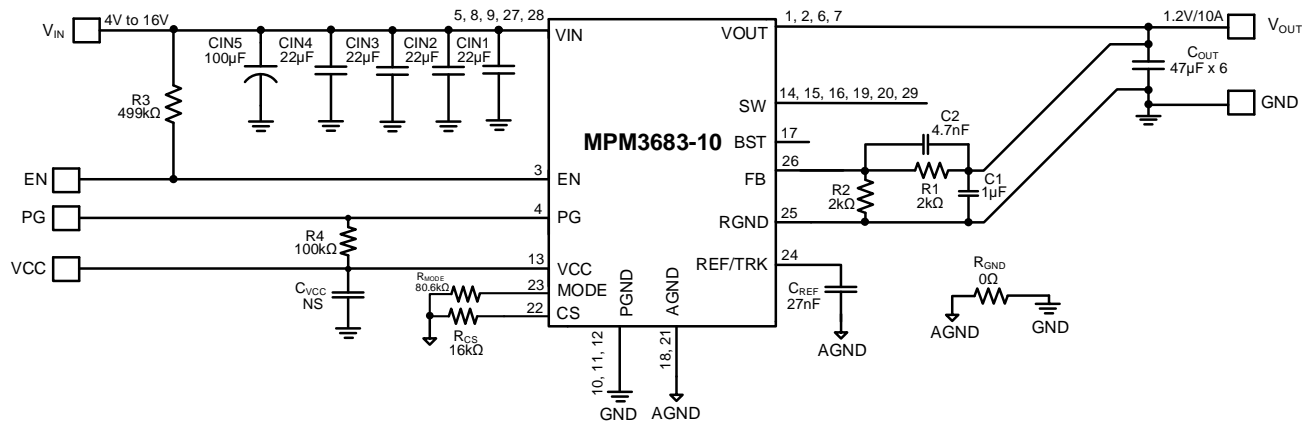 4V to 16V
VIN
5, 8, 9, 27, 28
VIN
CIN5
100µF
CIN4
22µF
CIN3
22µF
CIN2
22µF
CIN1
22µF
R3
499kΩ
EN
3
EN
PG
4
PG
R4
100kΩ
VCC
13
VCC
CVCC
NS
RMODE
80.6kΩ
23
MODE
22
CS
RCS
16kΩ
MPM3683-10
PGND
10, 11, 12
GND
AGND
18, 21
AGND
VOUT
1, 2, 6, 7
1.2V/10A
VOUT
COUT
47µF x 6
GND
SW
14, 15, 16, 19, 20, 29
BST
17
FB
26
C2
4.7nF
R2
2kΩ
R1
2kΩ
C1
1µF
RGND
25
REF/TRK
24
CREF
27nF
AGND
RGND
0Ω
AGND
GND